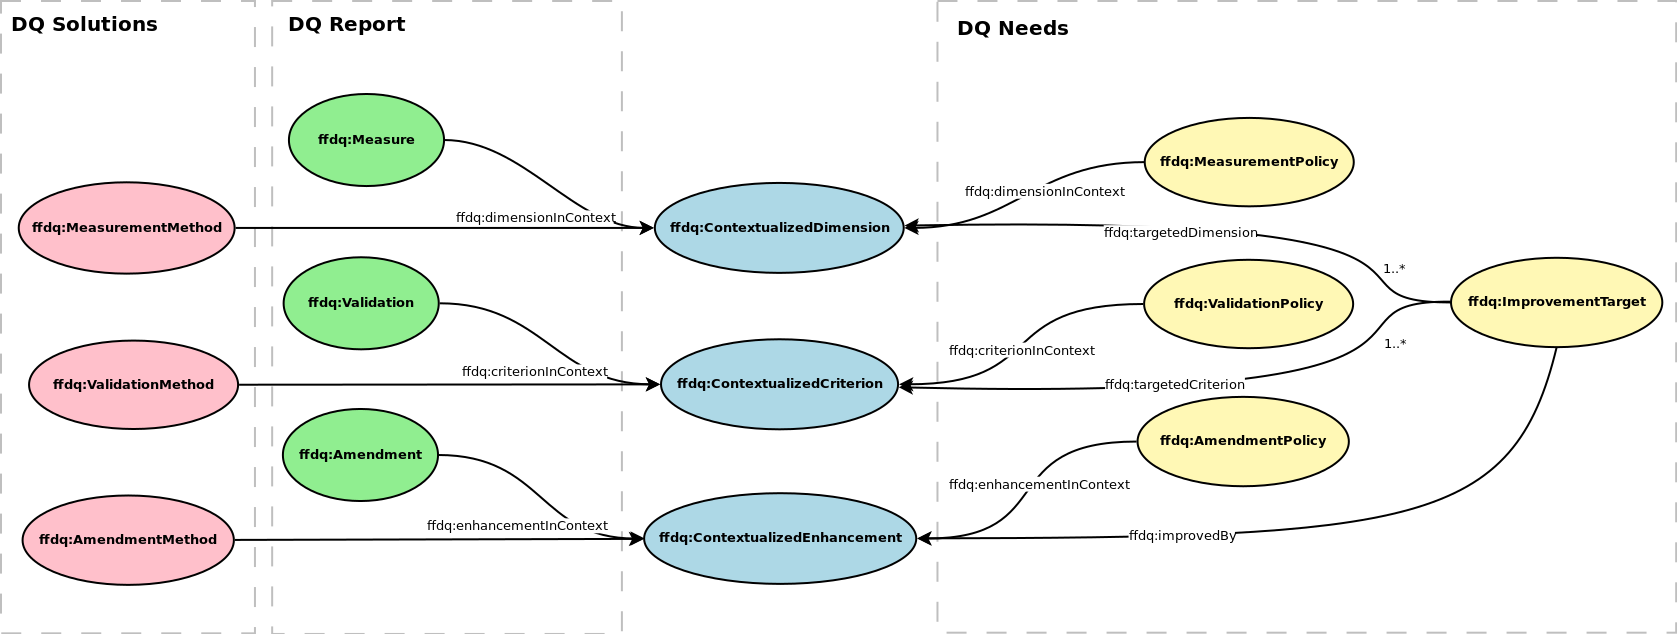 DQ Solutions
DQ Report
DQ Needs
ffdq:Measure
ffdq:MeasurementPolicy
ffdq:dimensionInContext
ffdq:dimensionInContext
ffdq:MeasurementMethod
ffdq:ContextualizedDimension
ffdq:targetedDimension
1..*
ffdq:Validation
ffdq:ValidationPolicy
ffdq:ImprovementTarget
1..*
ffdq:criterionInContext
ffdq:criterionInContext
ffdq:ValidationMethod
ffdq:ContextualizedCriterion
ffdq:targetedCriterion
ffdq:Amendment
ffdq:AmendmentPolicy
ffdq:enhancementInContext
ffdq:enhancementInContext
ffdq:AmendmentMethod
ffdq:ContextualizedEnhancement
ffdq:improvedBy